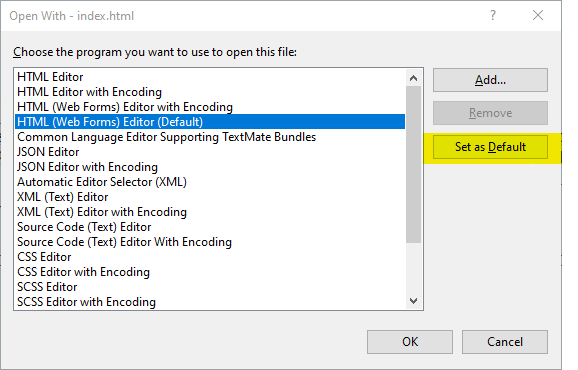 Open With - index.html
Choose the program you want to use to open this file:
HTML Editor
HTML Editor with Encoding
HTML (Web Forms) Editor with Encoding
HTML (Web Forms) Editor (Default)
Common Language Editor Supporting TextMate Bundles
JSON Editor
JSON Editor with Encoding
Automatic Editor Selector (XML)
XML (Text) Editor
XML (Text) Editor with Encoding
Source Code (Text) Editor
Source Code (Text) Editor With Encoding
CSS Editor
CSS Editor with Encoding
SCSS Editor
SCSS Editor with Encoding
Add...
Remove
Set as Default
OK
Cancel